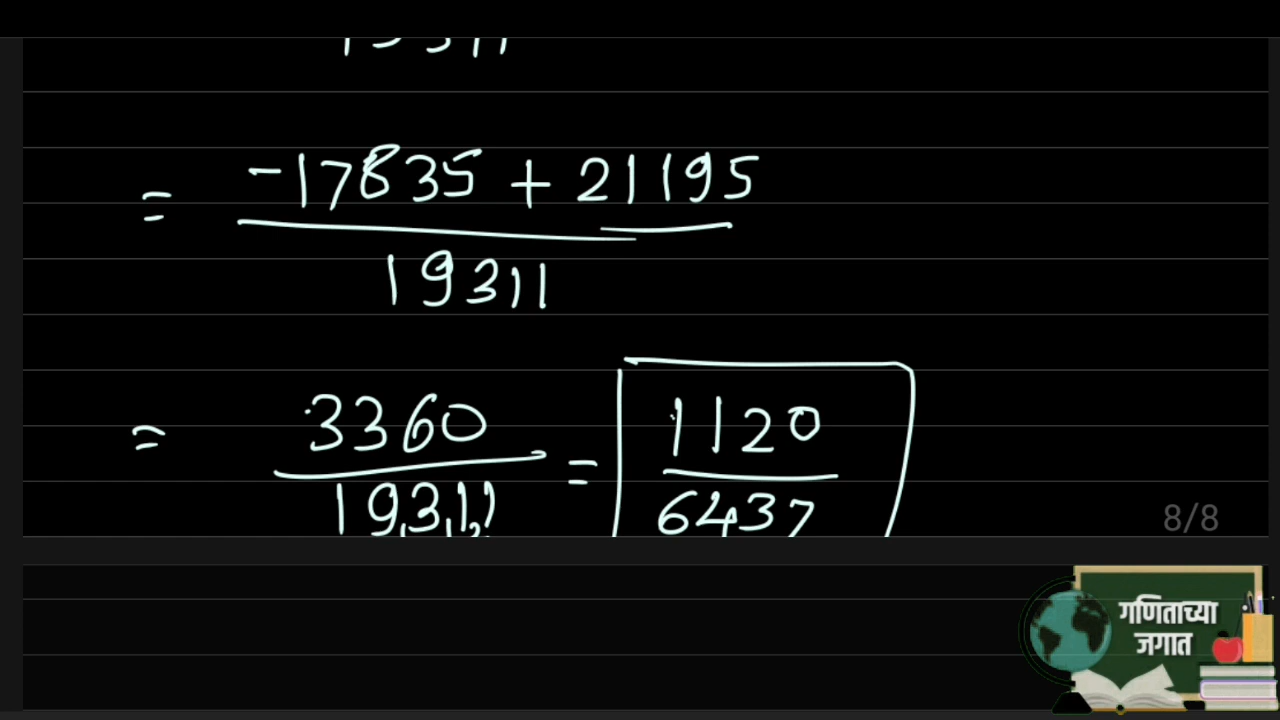 = -17835 + 21195
19311
= 3360 = 1120
19311 6437
8/8
गणिताच्या
जगात